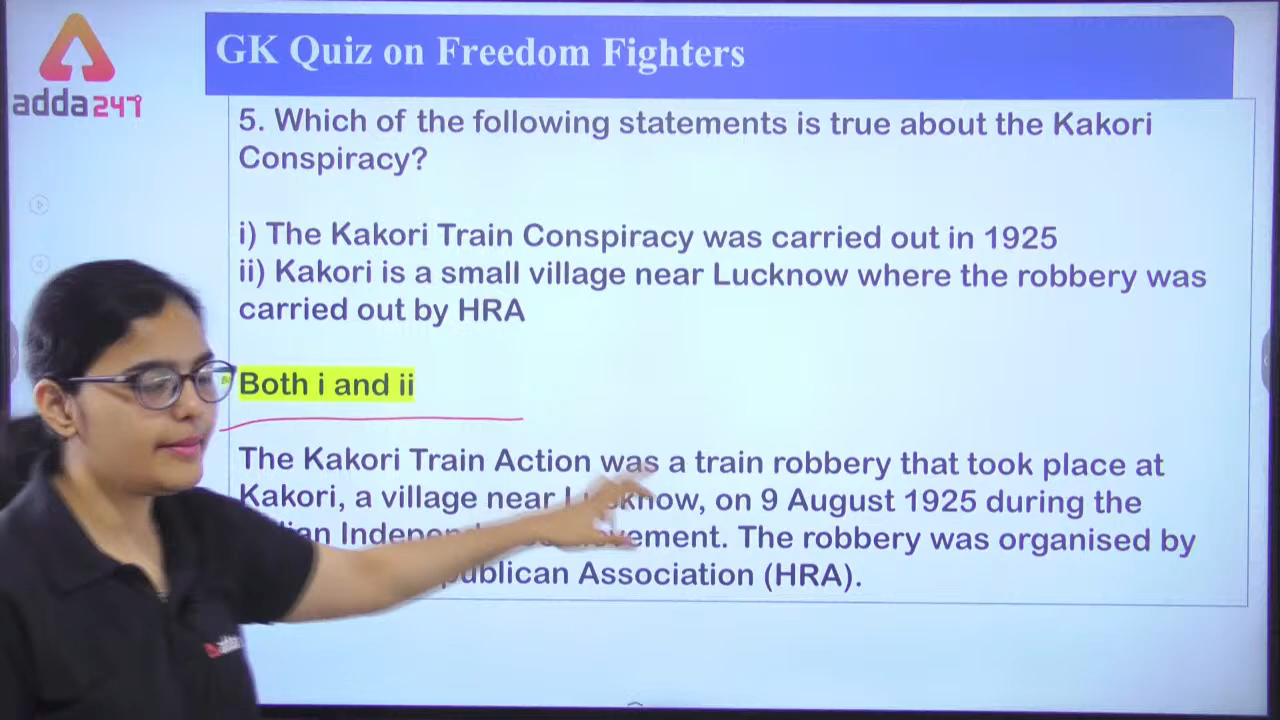 adda247
GK Quiz on Freedom Fighters
5. Which of the following statements is true about the Kakori
Conspiracy?
i) The Kakori Train Conspiracy was carried out in 1925
ii) Kakori is a small village near Lucknow where the robbery was
carried out by HRA
Both i and ii
The Kakori Train Action was a train robbery that took place at
Kakori, a village near Lucknow, on 9 August 1925 during the
The robbery was organised by
Association (HRA).